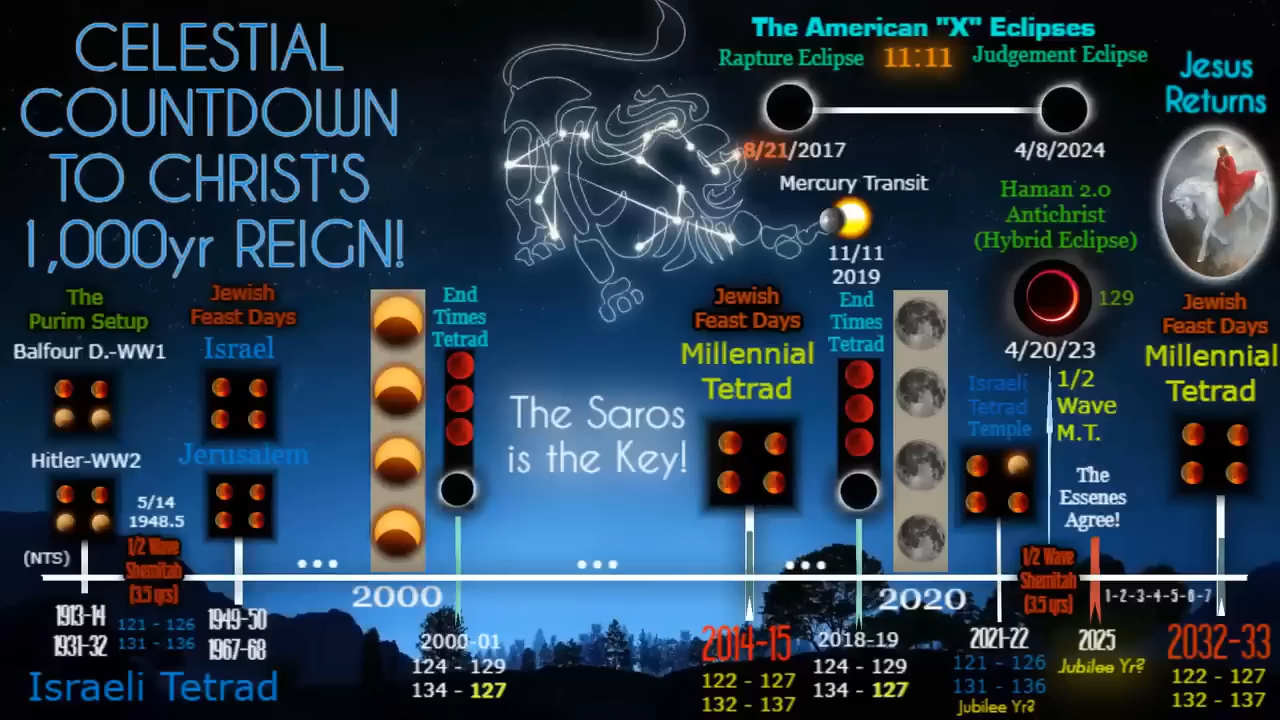 CELESTIAL
COUNTDOWN
TO CHRIST'S
1,000yr REIGN!
The American "X" Eclipses
Rapture Eclipse 11:11 Judgement Eclipse
8/21/2017
4/8/2024
Jesus
Returns
Mercury Transit
11/11
2019
Haman 2.0
Antichrist
(Hybrid Eclipse)
129
4/20/23
The
Purim Setup
Balfour D.-WW1
Hitler-WW2
(NTS)
Jewish
Feast Days
Israel
Jerusalem
5/14
1948.5
1/2 Wave
Shemitah
(3.5 yrs)
End
Times
Tetrad
The Saros
is the Key!
Jewish
Feast Days
Millennial
Tetrad
End
Times
Tetrad
Israeli
Tetrad
Temple
1/2
Wave
M.T.
The
Essenes
Agree!
1/2 Wave
Shemitah
(3.5 yrs)
Jewish
Feast Days
Millennial
Tetrad
...
...
...
1-2-3-4-5-6-7
1913-14
1931-32
121 - 126
131 - 136
1949-50
1967-68
Israeli Tetrad
2000
2000-01
124 - 129
134 - 127
2014-15
122 - 127
132 - 137
2018-19
124 - 129
134 - 127
2020
2021-22
121 - 126
131 - 136
Jubilee Yr?
2025
Jubilee Yr?
2032-33
122 - 127
132 - 137